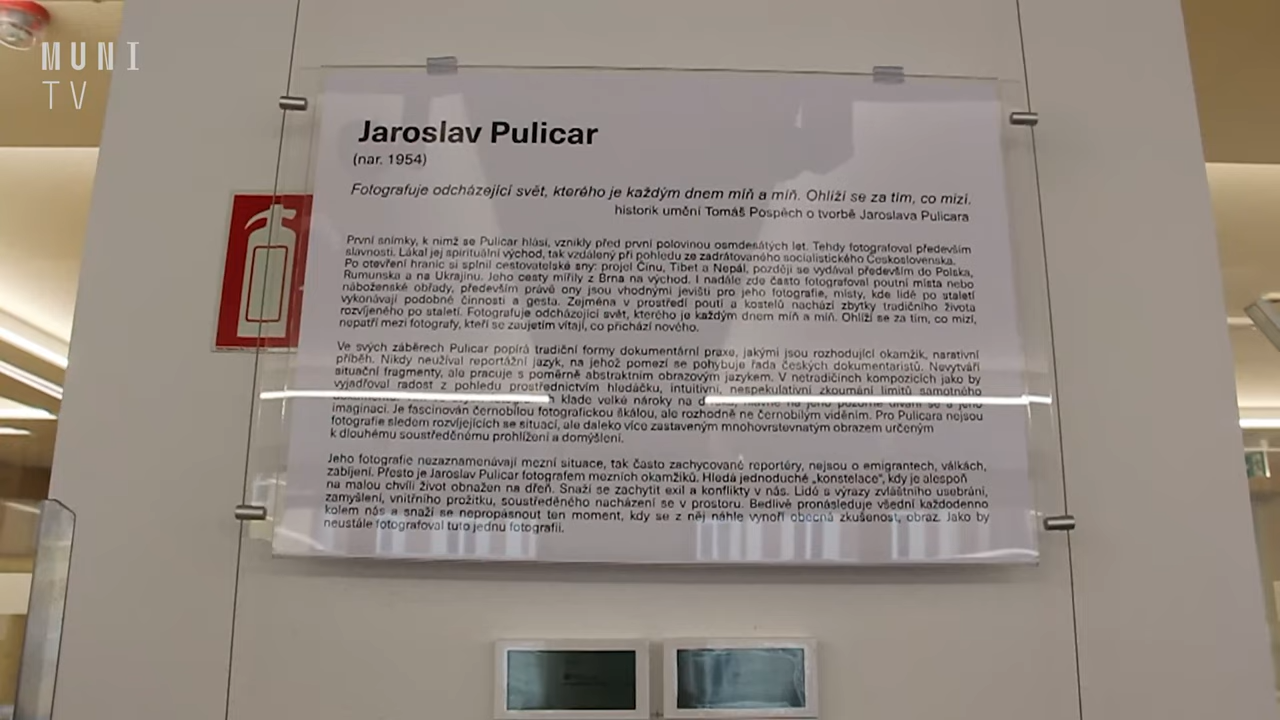 MUNI
TV
Jaroslav Pulicar
(nar. 1954)
Fotografuje odcházející svět, kterého je každým dnem míň a míň. Ohlíží se za tím, co mizí.
historik umění Tomáš Pospěch o tvorbě Jaroslava Pulicara
První snímky, k nimž se Pulicar hlásí, vznikly před první polovinou osmdesátých let. Tehdy fotografoval především
slavnosti. Lákal jej spirituální východ, tak vzdálený při pohledu ze zadrátovaného socialistického Československa.
Po otevření hranic si splnil cestovatelské sny: projel Čínu, Tibet a Nepál, později se vydával především do Polska,
Rumunska a na Ukrajinu. Jeho cesty mířily z Brna na východ. I nadále zde často fotografoval poutní místa nebo
náboženské obřady, především právě ony jsou vhodnými jevišti pro jeho fotografie, místy, kde lidé po staletí
vykonávají podobné činnosti a gesta. Zejména v prostředí poutí a kostelů nachází zbytky tradičního života
rozvíjeného po staletí. Fotografuje odcházející svět, kterého je každým dnem míň a míň. Ohlíží se za tím, co mizí,
nepatří mezi fotografy, kteří se zaujetím vítají, co přichází nového.
Ve svých záběrech Pulicar popírá tradiční formy dokumentární praxe, jakými jsou rozhodující okamžik, narativní
příběh. Nikdy neužíval reportážní jazyk, na jehož pomezí se pohybuje řada českých dokumentaristů. Nevytváří
situační fragmenty, ale pracuje s poměrně abstraktním obrazovým jazykem. V netradičních kompozicích jako by
vyjadřoval radost z pohledu prostřednictvím hledáčku, intuitivní, nespekulativní zkoumání limitů samotného
klade velké nároky na
imaginaci. Je fascinován černobílou fotografickou škálou, ale rozhodně ne černobílým viděním. Pro Pulicara nejsou
fotografie sledem rozvíjejících se situací, ale daleko více zastaveným mnohovrstevnatým obrazem určeným
k dlouhému soustředěnému prohlížení a domýšlení.
Jeho fotografie nezaznamenávají mezní situace, tak často zachycované reportéry, nejsou o emigrantech, válkách,
zabíjení. Přesto je Jaroslav Pulicar fotografem mezních okamžiků. Hledá jednoduché „konstelace“, kdy je alespoň
na malou chvíli život obnažen na dřeň. Snaží se zachytit exil a konflikty v nás. Lidé s výrazy zvláštního usebrání,
zamyšlení, vnitřního prožitku, soustředěného nacházení se v prostoru. Bedlivě pronásleduje všední každodenno
kolem nás a snaží se nepropásnout ten moment, kdy se z něj náhle vynoří obecná zkušenost, obraz. Jako by
neustále fotografoval tuto jednu fotografii.